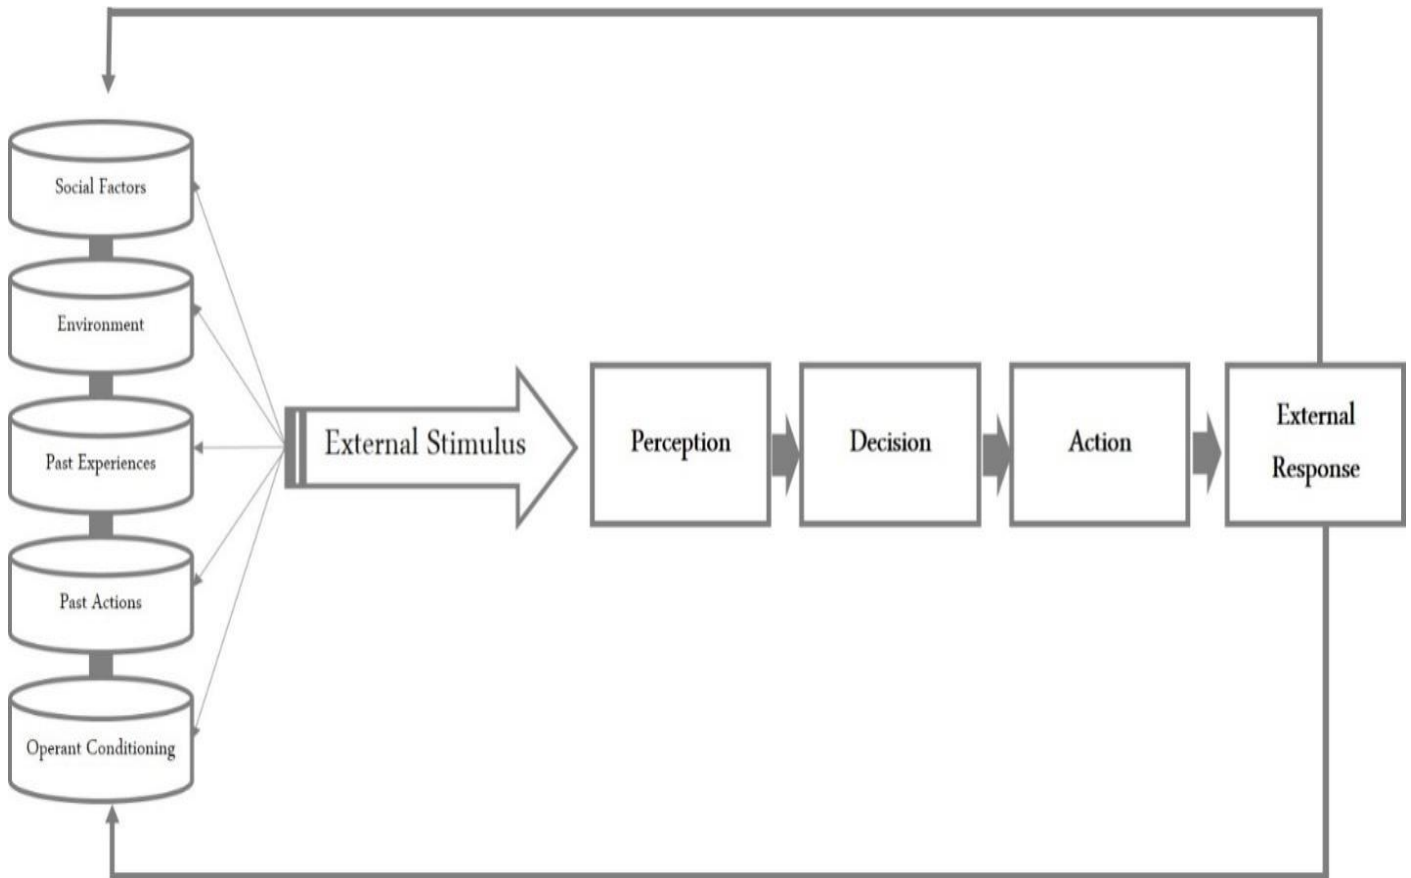 Social Factors
Environment
Past Experiences
Past Actions
Operant Conditioning
External Stimulus
Perception
Decision
Action
External
Response